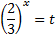 (2/3)ˣ = t